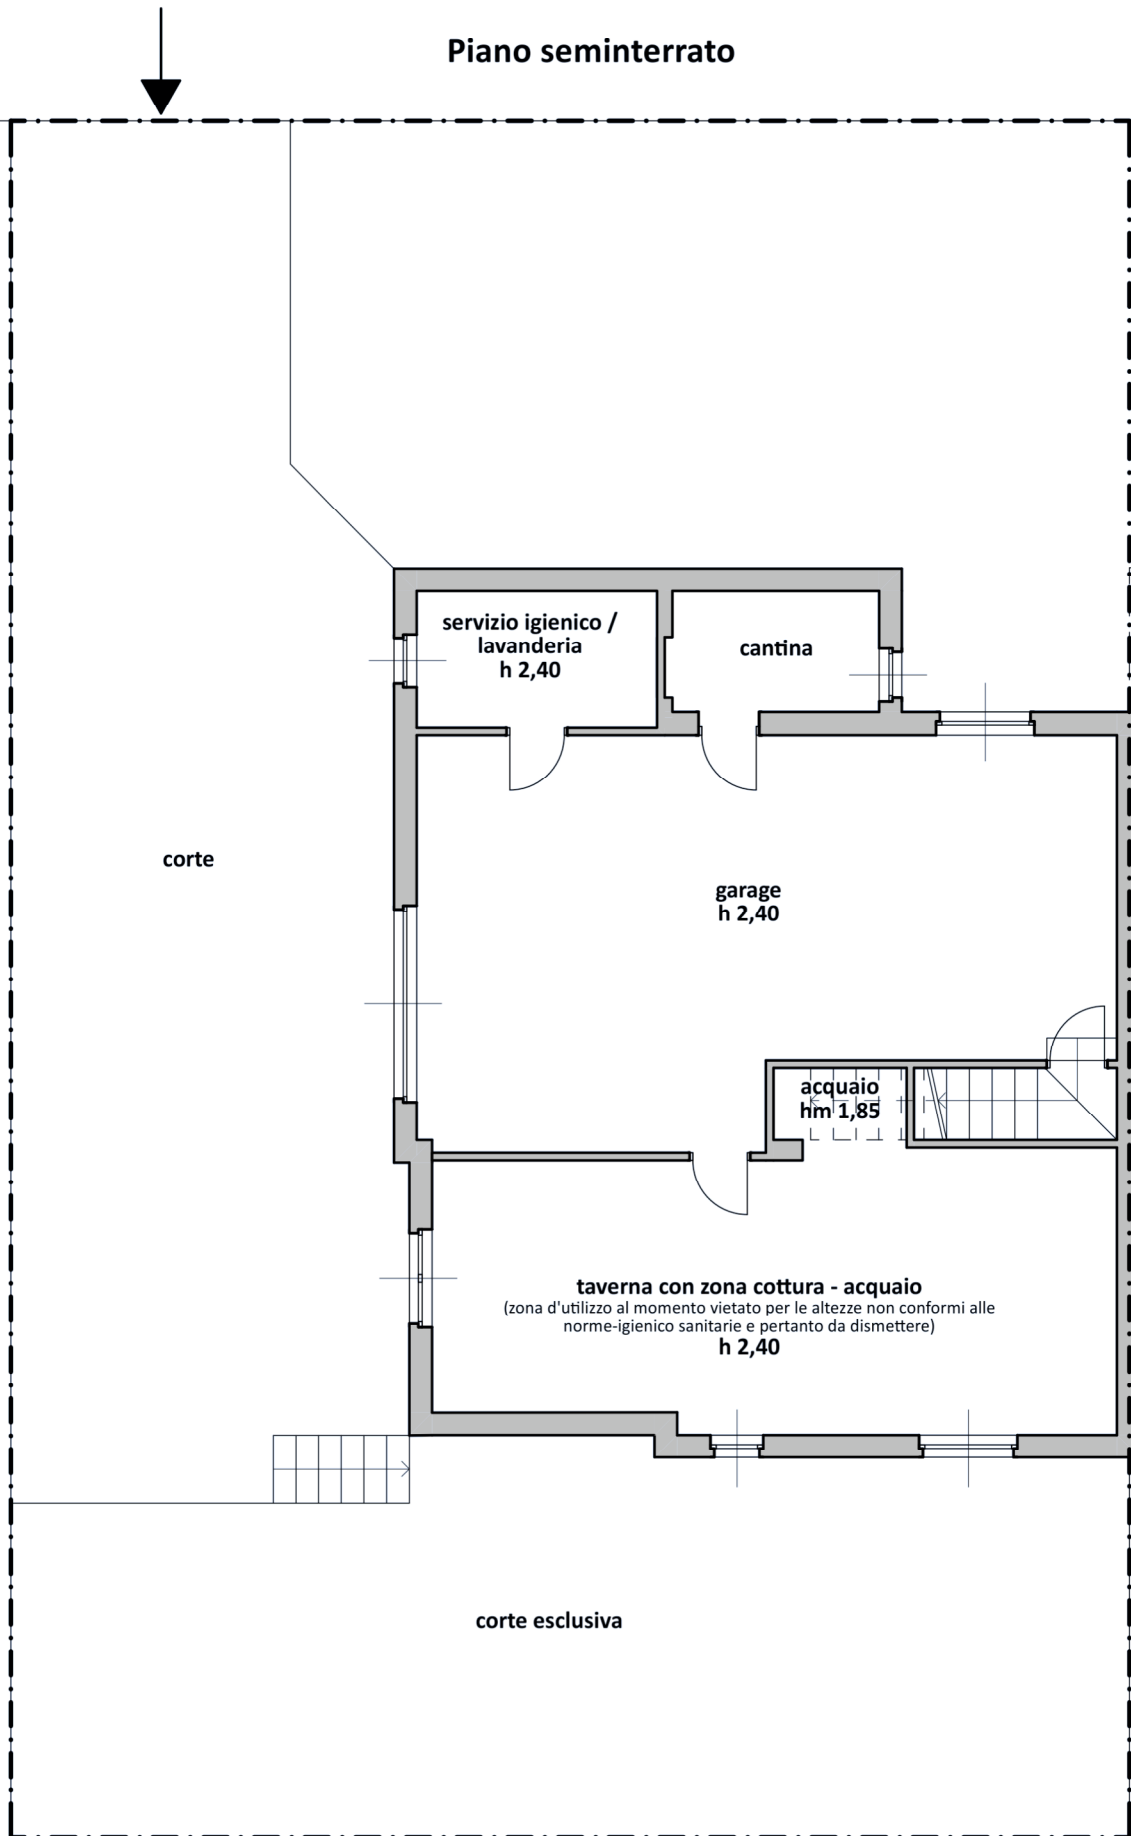 Piano seminterrato
servizio igienico /
lavanderia
h 2,40
cantina
corte
garage
h 2,40
acquaio
hm 1,85
taverna con zona cottura - acquaio
(zona d'utilizzo al momento vietato per le altezze non conformi alle
norme-igienico sanitarie e pertanto da dismettere)
h 2,40
corte esclusiva